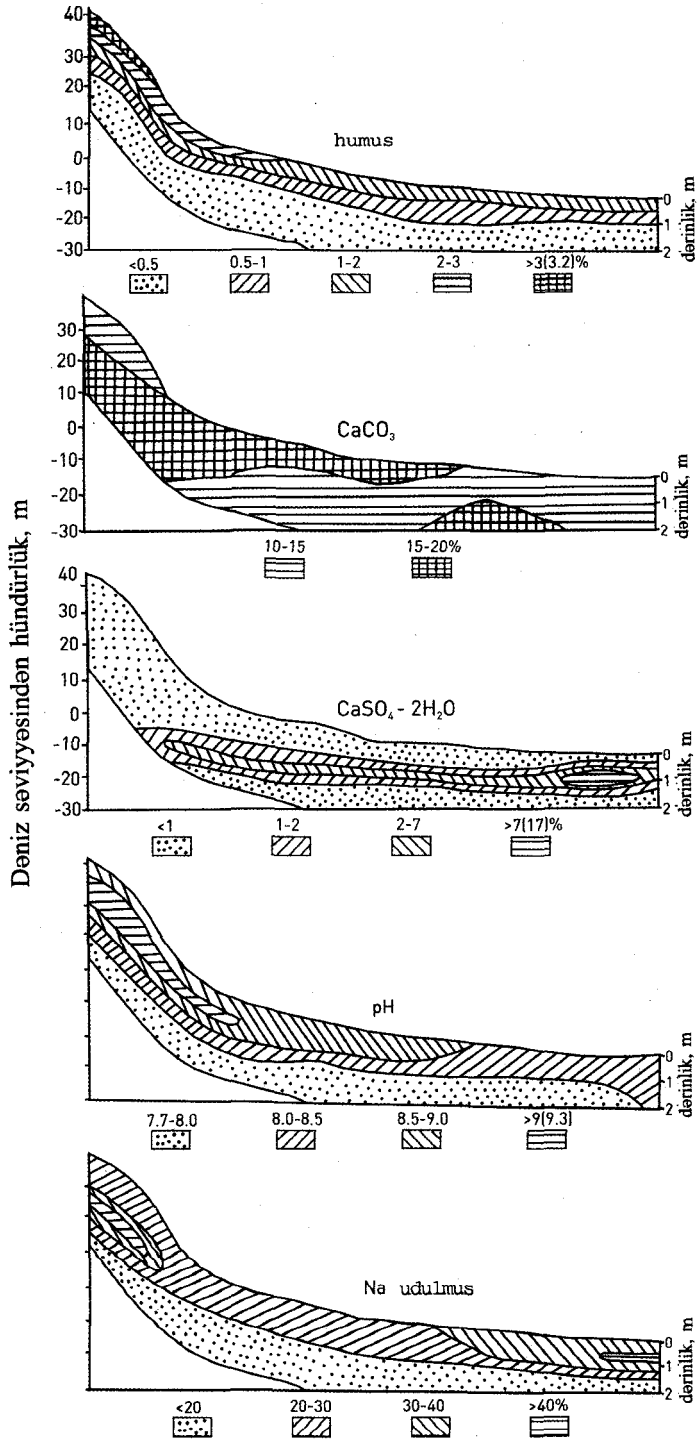 Dəniz səviyyəsindən hündürlük, m
40
30
20
10
0
-10
-20
-30
humus
0
1
2
dərinlik, m
<0.5 0.5-1 1-2 2-3 >3(3.2)%
30
20
10
0
-10
-20
-30
CaCO₃
0
1
2
dərinlik, m
10-15 15-20%
40
30
20
10
0
-10
-20
-30
CaSO₄ - 2H₂O
0
1
2
dərinlik, m
<1 1-2 2-7 >7(17)%
pH
0
1
2
dərinlik, m
7.7-8.0 8.0-8.5 8.5-9.0 >9(9.3)
Na udulmus
0
1
2
dərinlik, m
<20 20-30 30-40 >40%